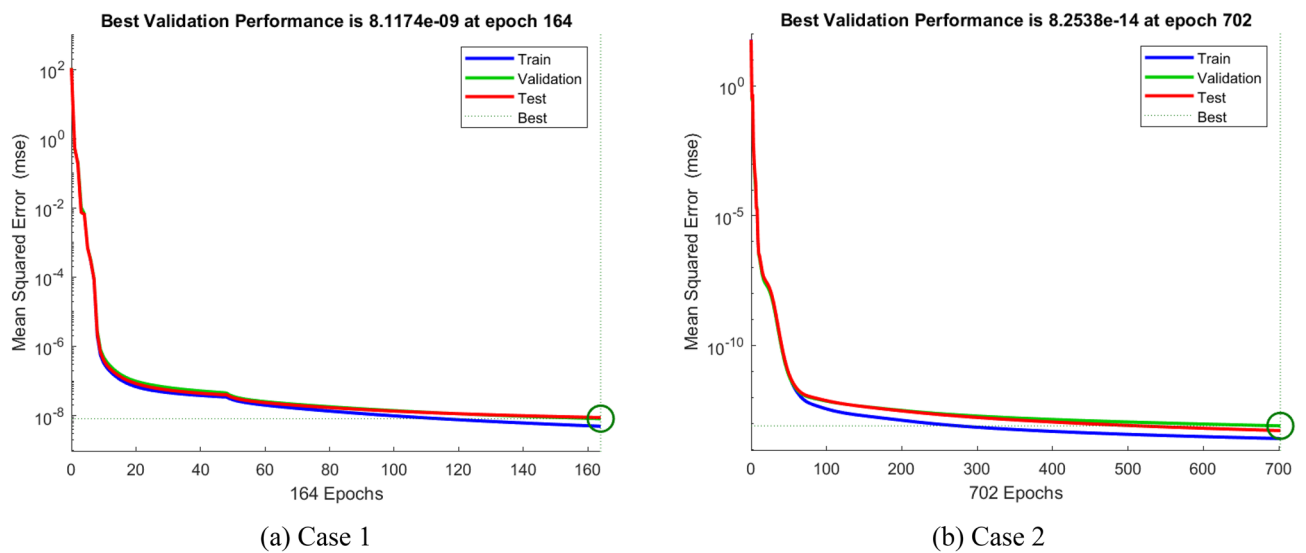 Best Validation Performance is 8.1174e-09 at epoch 164
Train
Validation
Test
Best
Mean Squared Error (mse)
10^2
10^0
10^-2
10^-4
10^-6
10^-8
0 20 40 60 80 100 120 140 160
164 Epochs
(a) Case 1
Best Validation Performance is 8.2538e-14 at epoch 702
Train
Validation
Test
Best
Mean Squared Error (mse)
10^0
10^-5
10^-10
0 100 200 300 400 500 600 700
702 Epochs
(b) Case 2